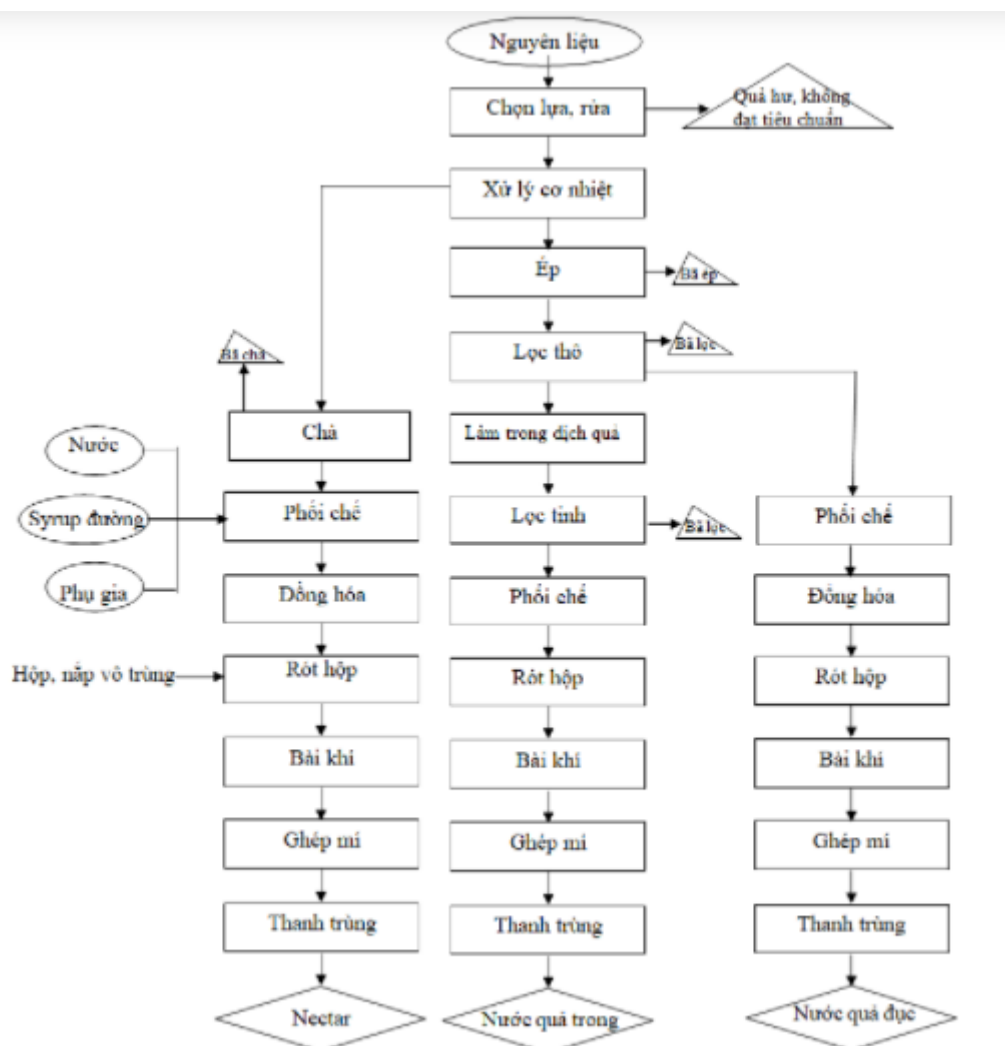 Nguyên liệu
Chọn lựa, rửa
Quả hư, không
đạt tiêu chuẩn
Xử lý cơ nhiệt
Ép
Bã ép
Lọc thô
Bã lọc
Bã chà
Chà
Làm trong dịch quả
Nước
Syrup đường
Phụ gia
Phối chế
Lọc tinh
Bã lọc
Phối chế
Đồng hóa
Phối chế
Đồng hóa
Hộp, nắp vô trùng
Rót hộp
Rót hộp
Rót hộp
Bài khí
Bài khí
Bài khí
Ghép mí
Ghép mí
Ghép mí
Thanh trùng
Thanh trùng
Thanh trùng
Nectar
Nước quả trong
Nước quả đục